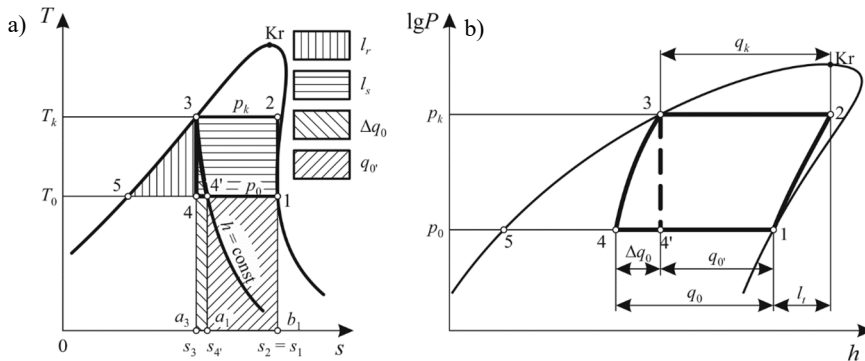 a)
T
Kr
l_r
l_s
Δq_0
q_0'
T_k
3
p_k
2
T_0
5
4
4'
p_0
1
h = const
a_3
a_1
b_1
0
s_3
s_4'
s_2 = s_1
s
lgP
b)
q_k
Kr
p_k
3
2
p_0
5
4
4'
1
Δq_0
q_0'
q_0
l_t
h